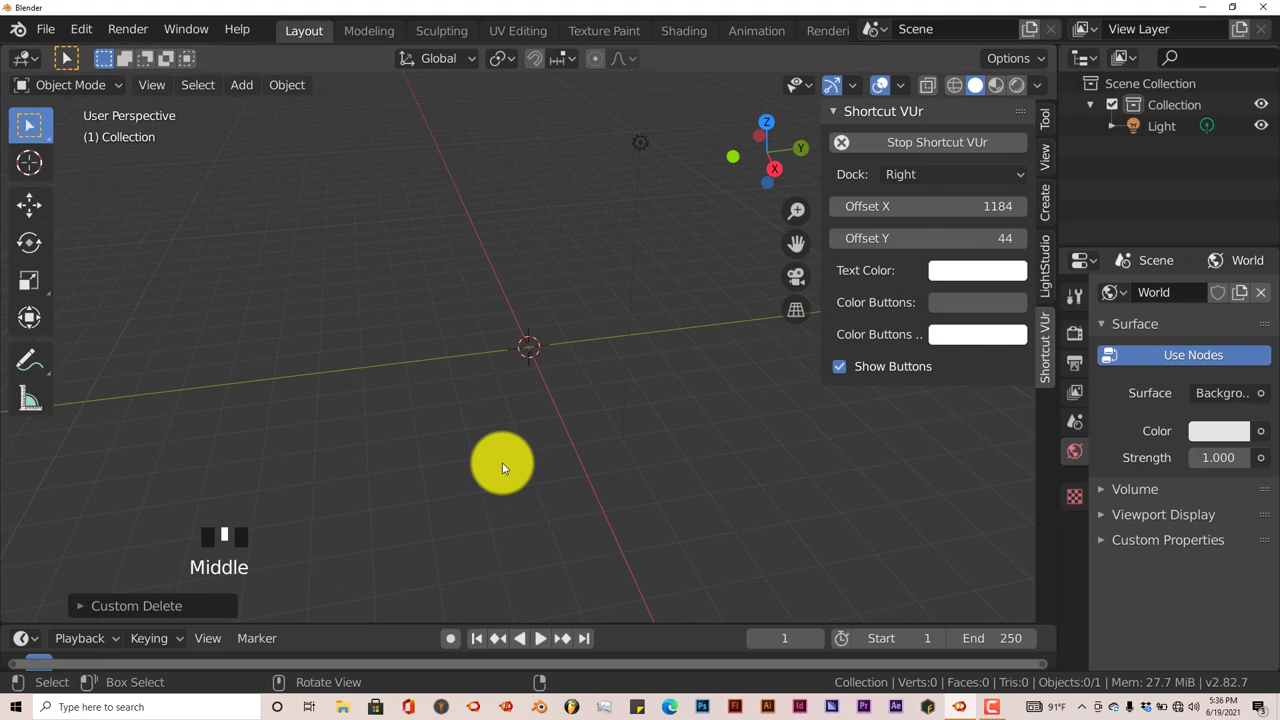 Blender
File Edit Render Window Help Layout Modeling Sculpting UV Editing Texture Paint Shading Animation Renderi Scene View Layer
Global Options
Object Mode View Select Add Object
User Perspective
(1) Collection
Z
Y
X
Shortcut VUr
Stop Shortcut VUr
Dock: Right
Offset X 1184
Offset Y 44
Text Color:
Color Buttons:
Color Buttons ..
Show Buttons
Tool
View
Create
LightStudio
Shortcut VUr
Scene Collection
Collection
Light
Scene World
World
Surface
Use Nodes
Surface Backgro..
Color
Strength 1.000
Volume
Viewport Display
Custom Properties
Middle
Custom Delete
Playback Keying View Marker 1 Start 1 End 250
Select Box Select Rotate View Collection | Verts:0 | Faces:0 | Tris:0 | Objects:0/1 | Mem: 27.7 MiB | v2.82.7
Type here to search
91°F
5:36 PM
6/19/2021